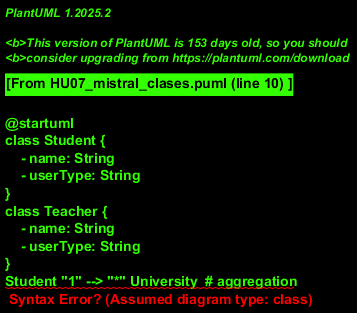 PlantUML 1.2025.2
<b>This version of PlantUML is 153 days old, so you should
<b>consider upgrading from https://plantuml.com/download
[From HU07_mistral_clases.puml (line 10) ]
@startuml
class Student {
- name: String
- userType: String
}
class Teacher {
- name: String
- userType: String
}
Student "1" --> "*" University  # aggregation
Syntax Error? (Assumed diagram type: class)